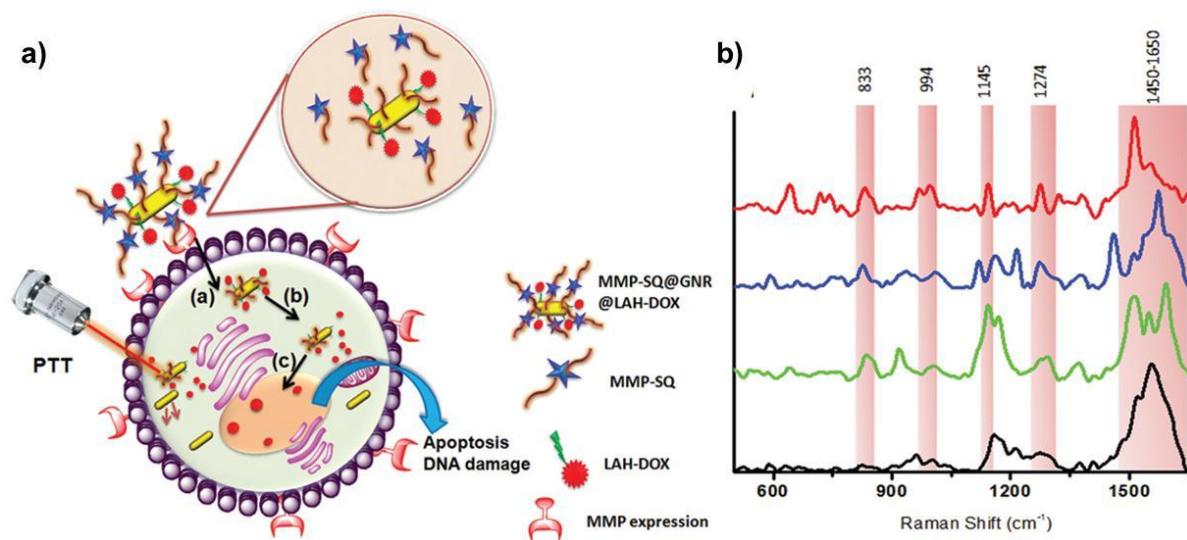 a)
(a)
(b)
(c)
PTT
Apoptosis
DNA damage
MMP-SQ@GNR
@LAH-DOX
MMP-SQ
LAH-DOX
MMP expression
b)
833
994
1145
1274
1450-1650
600
900
1200
1500
Raman Shift (cm⁻¹)